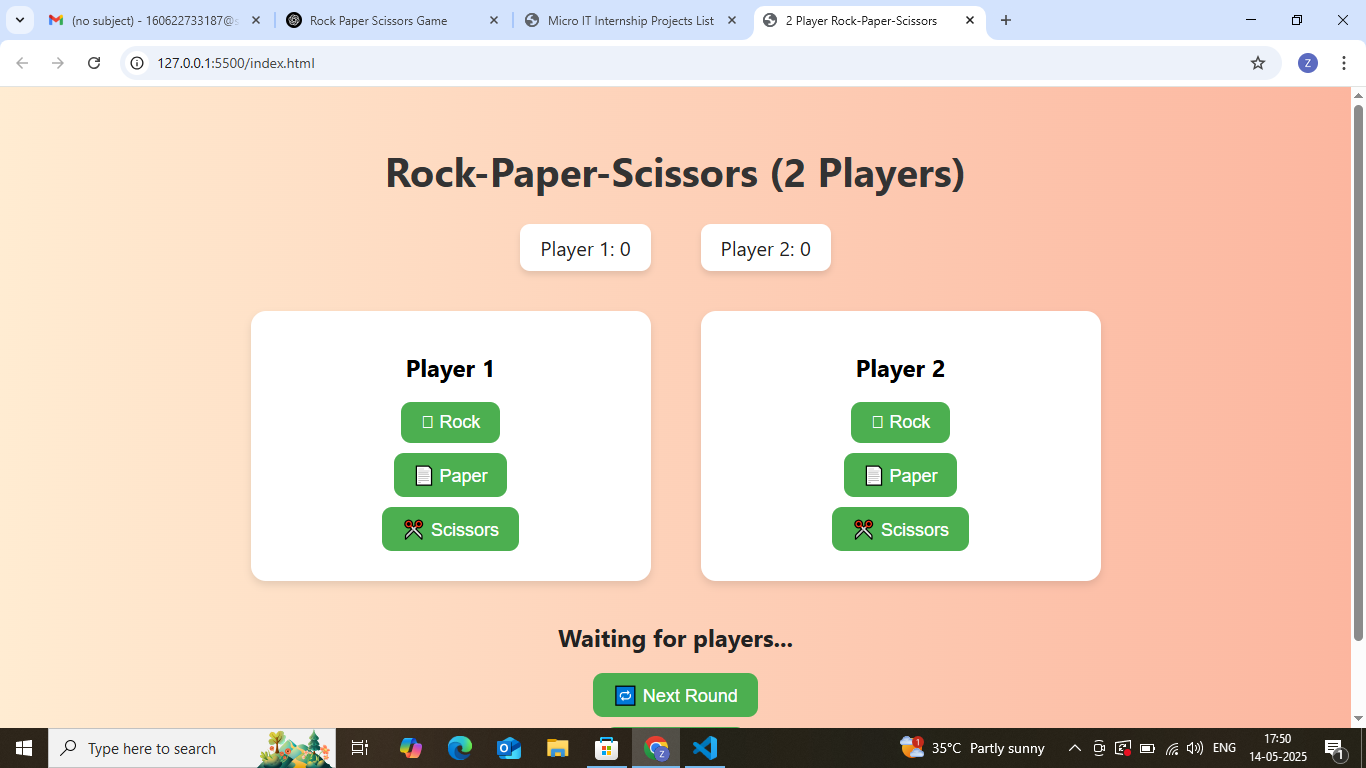 (no subject) - 160622733187@s
Rock Paper Scissors Game
Micro IT Internship Projects List
2 Player Rock-Paper-Scissors
127.0.0.1:5500/index.html
Z
Rock-Paper-Scissors (2 Players)
Player 1: 0
Player 2: 0
Player 1
Player 2
Rock
Rock
📄 Paper
📄 Paper
✂️ Scissors
✂️ Scissors
Waiting for players...
🔁 Next Round
Type here to search
Z
1
35°C Partly sunny
ENG
17:50
14-05-2025
1